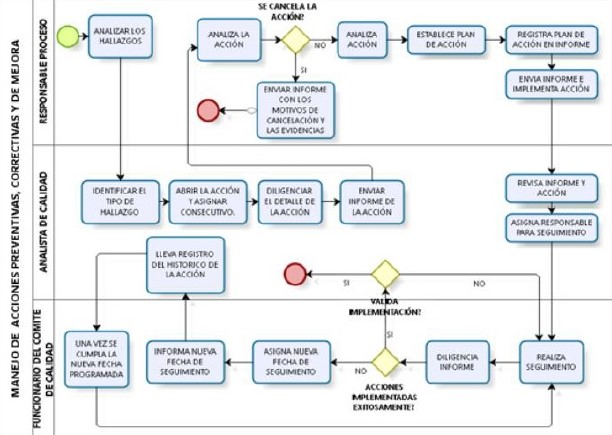 MANEJO DE ACCIONES PREVENTIVAS, CORRECTIVAS Y DE MEJORA
RESPONSABLE PROCESO
ANALIZAR LOS
HALLAZGOS
ANALIZA LA
ACCIÓN
SE CANCELA LA
ACCIÓN?
NO
SI
ANALIZA
ACCIÓN
ESTABLECE PLAN
DE ACCIÓN
REGISTRA PLAN DE
ACCIÓN EN INFORME
ENVIA INFORME E
IMPLEMENTA ACCIÓN
ENVIAR INFORME
CON LOS
MOTIVOS DE
CANCELACIÓN Y
LAS EVIDENCIAS
ANALISTA DE CALIDAD
IDENTIFICAR EL
TIPO DE
HALLAZGO
ABRIR LA ACCIÓN
Y ASIGNAR
CONSECUTIVO.
DILIGENCIAR
EL DETALLE DE
LA ACCIÓN
ENVIAR
INFORME DE
LA ACCIÓN
REVISA INFORME Y
ACCIÓN
ASIGNA RESPONSABLE
PARA SEGUIMIENTO
LLEVA REGISTRO
DEL HISTORICO DE
LA ACCIÓN
SI
NO
VALIDA
IMPLEMENTACIÓN?
FUNCIONARIO DEL COMITE
DE CALIDAD
UNA VEZ SE
CUMPLA LA
NUEVA FECHA
PROGRAMADA
INFORMA NUEVA
FECHA DE
SEGUIMIENTO
ASIGNA NUEVA
FECHA DE
SEGUIMIENTO
NO
SI
ACCIONES
IMPLEMENTADAS
EXITOSAMENTE?
DILIGENCIA
INFORME
REALIZA
SEGUIMIENTO